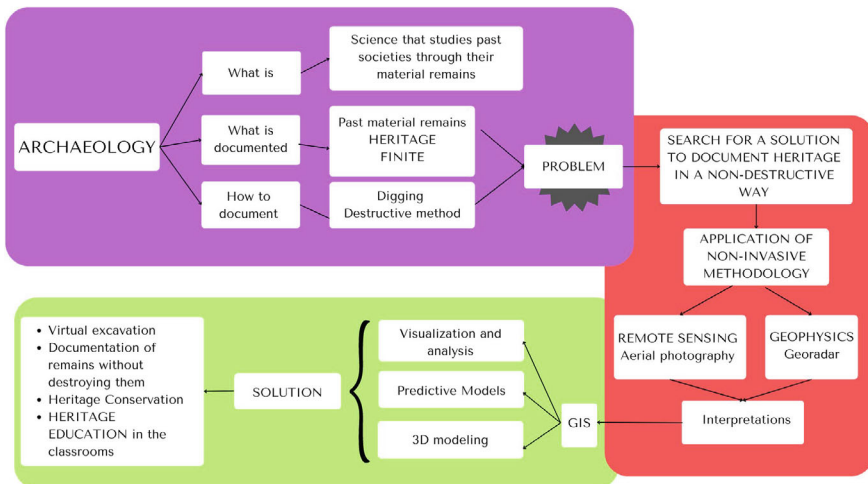 ARCHAEOLOGY
What is
Science that studies past
societies through their
material remains
What is
documented
Past material remains
HERITAGE
FINITE
How to
document
Digging
Destructive method
PROBLEM
SEARCH FOR A SOLUTION
TO DOCUMENT HERITAGE
IN A NON-DESTRUCTIVE
WAY
APPLICATION OF
NON-INVASIVE
METHODOLOGY
REMOTE SENSING
Aerial photography
GEOPHYSICS
Georadar
Interpretations
GIS
Visualization and
analysis
Predictive Models
3D modeling
SOLUTION
• Virtual excavation
• Documentation of
remains without
destroying them
• Heritage Conservation
• HERITAGE
EDUCATION in the
classrooms